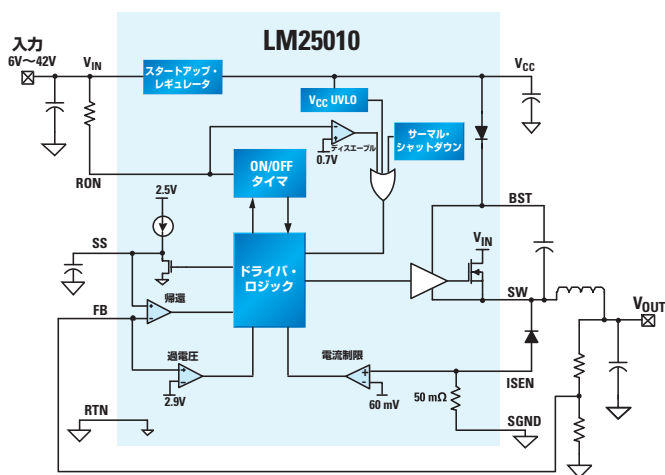 LM25010
入力
6V〜42V
VIN
スタートアップ・
レギュレータ
VCC
VCC UVLO
サーマル・
シャットダウン
0.7V
ディスエーブル
ON/OFF
タイマ
RON
2.5V
BST
VIN
SS
ドライバ・
ロジック
SW
帰還
FB
VOUT
過電圧
電流制限
ISEN
2.9V
60 mV
50 mΩ
RTN
SGND